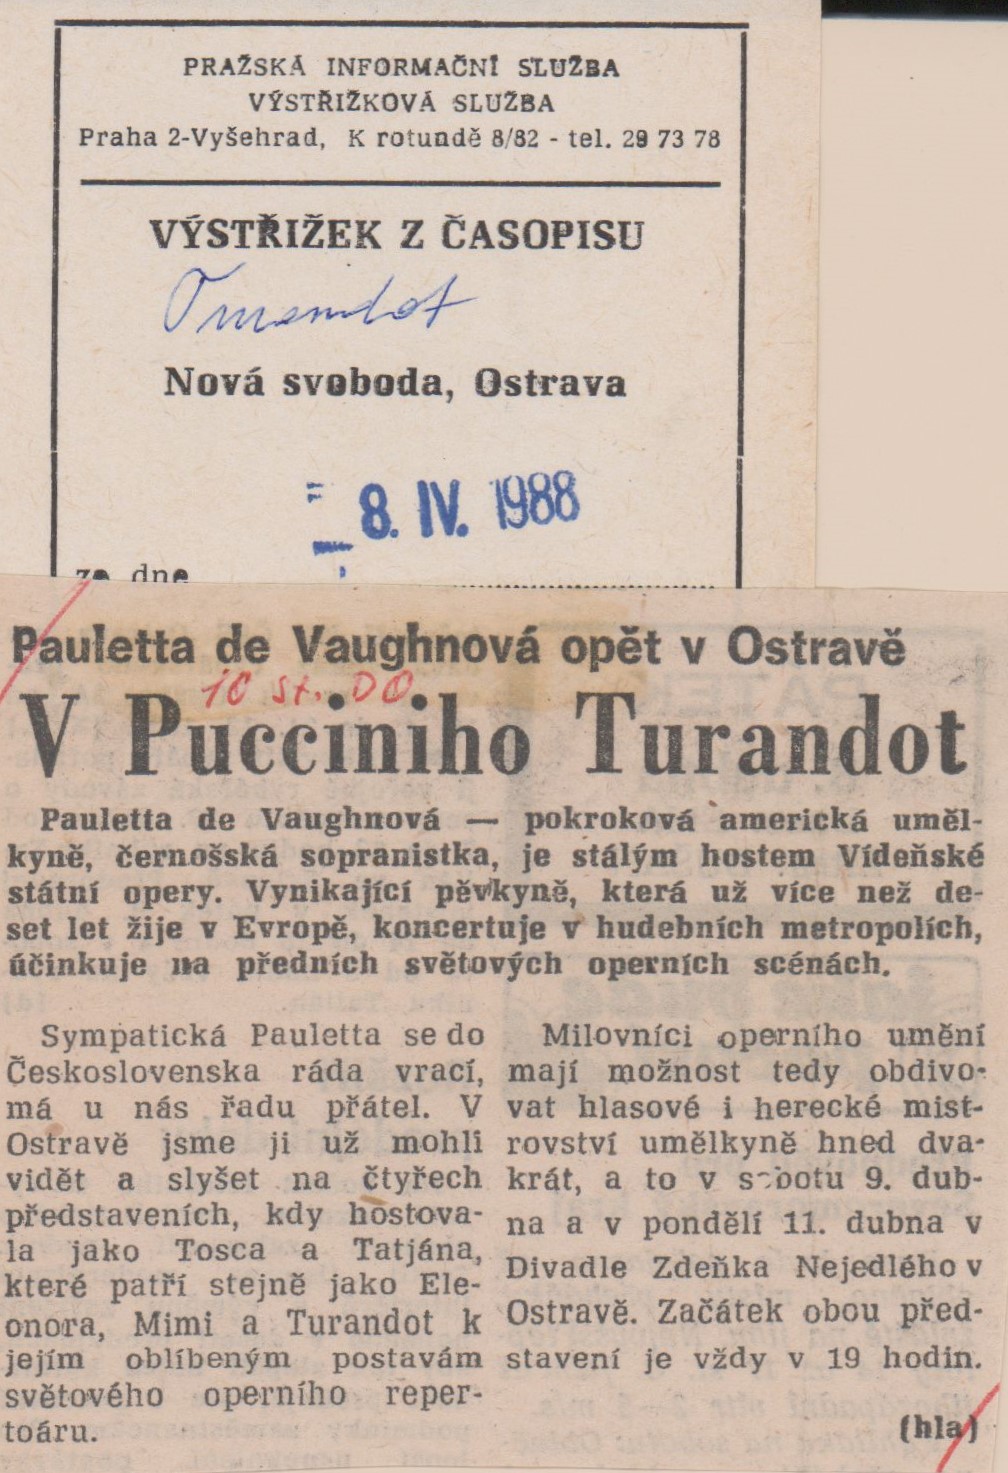 PRAŽSKÁ INFORMAČNÍ SLUŽBA
VÝSTŘIŽKOVÁ SLUŽBA
Praha 2-Vyšehrad, K rotundě 8/82 - tel. 29 73 78
VÝSTŘIŽEK Z ČASOPISU
Turandot
Nová svoboda, Ostrava
- 8. IV. 1988
ze dne
Pauletta de Vaughnová opět v Ostravě
10 st. DO
V Pucciniho Turandot
Pauletta de Vaughnová — pokroková americká uměl-
kyně, černošská sopranistka, je stálým hostem Vídeňské
státní opery. Vynikající pěvkyně, která už více než de-
set let žije v Evropě, koncertuje v hudebních metropolích,
účinkuje na předních světových operních scénách.
Sympatická Pauletta se do
Československa ráda vrací,
má u nás řadu přátel. V
Ostravě jsme ji už mohli
vidět a slyšet na čtyřech
představeních, kdy hostova-
la jako Tosca a Tatjána,
které patří stejně jako Ele-
onora, Mimi a Turandot k
jejím oblíbeným postavám
světového operního reper-
toáru.
Milovníci operního umění
mají možnost tedy obdivo-
vat hlasové i herecké mist-
rovství umělkyně hned dva-
krát, a to v sobotu 9. dub-
na a v pondělí 11. dubna v
Divadle Zdeňka Nejedlého v
Ostravě. Začátek obou před-
stavení je vždy v 19 hodin.
(hla)